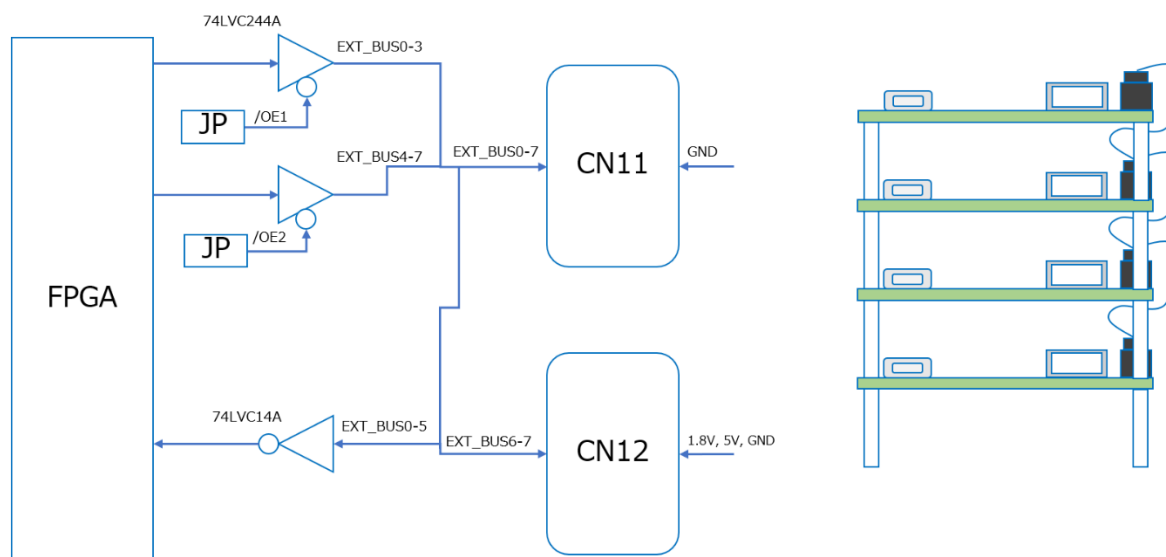 74LVC244A
EXT_BUS0-3
JP
/OE1
EXT_BUS4-7
EXT_BUS0-7
CN11
GND
JP
/OE2
FPGA
74LVC14A
EXT_BUS0-5
EXT_BUS6-7
CN12
1.8V, 5V, GND